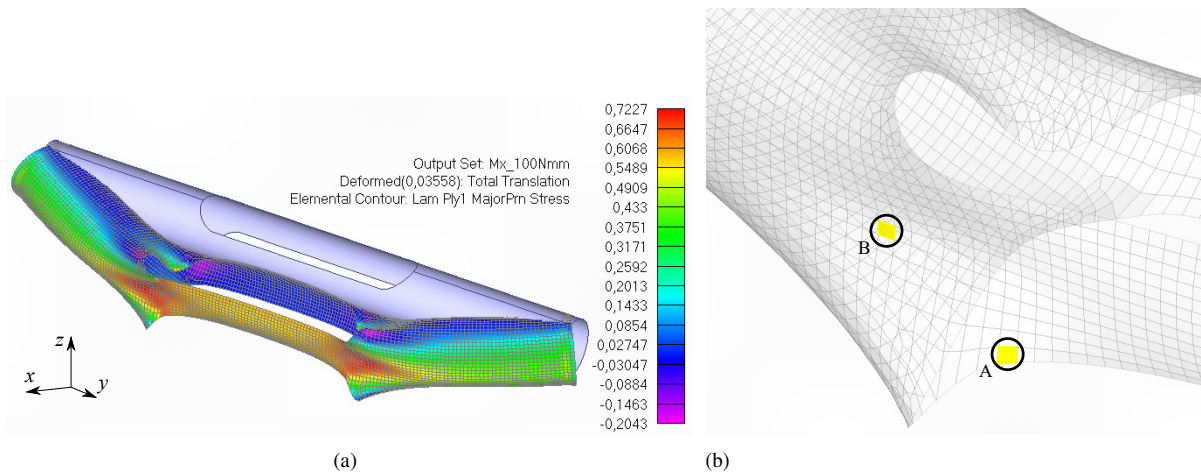 Output Set: Mx_100Nmm
Deformed(0,03558): Total Translation
Elemental Contour: Lam Ply1 MajorPrn Stress
0,7227
0,6647
0,6068
0,5489
0,4909
0,433
0,3751
0,3171
0,2592
0,2013
0,1433
0,0854
0,02747
-0,03047
-0,0884
-0,1463
-0,2043
z
x
y
B
A
(a)
(b)